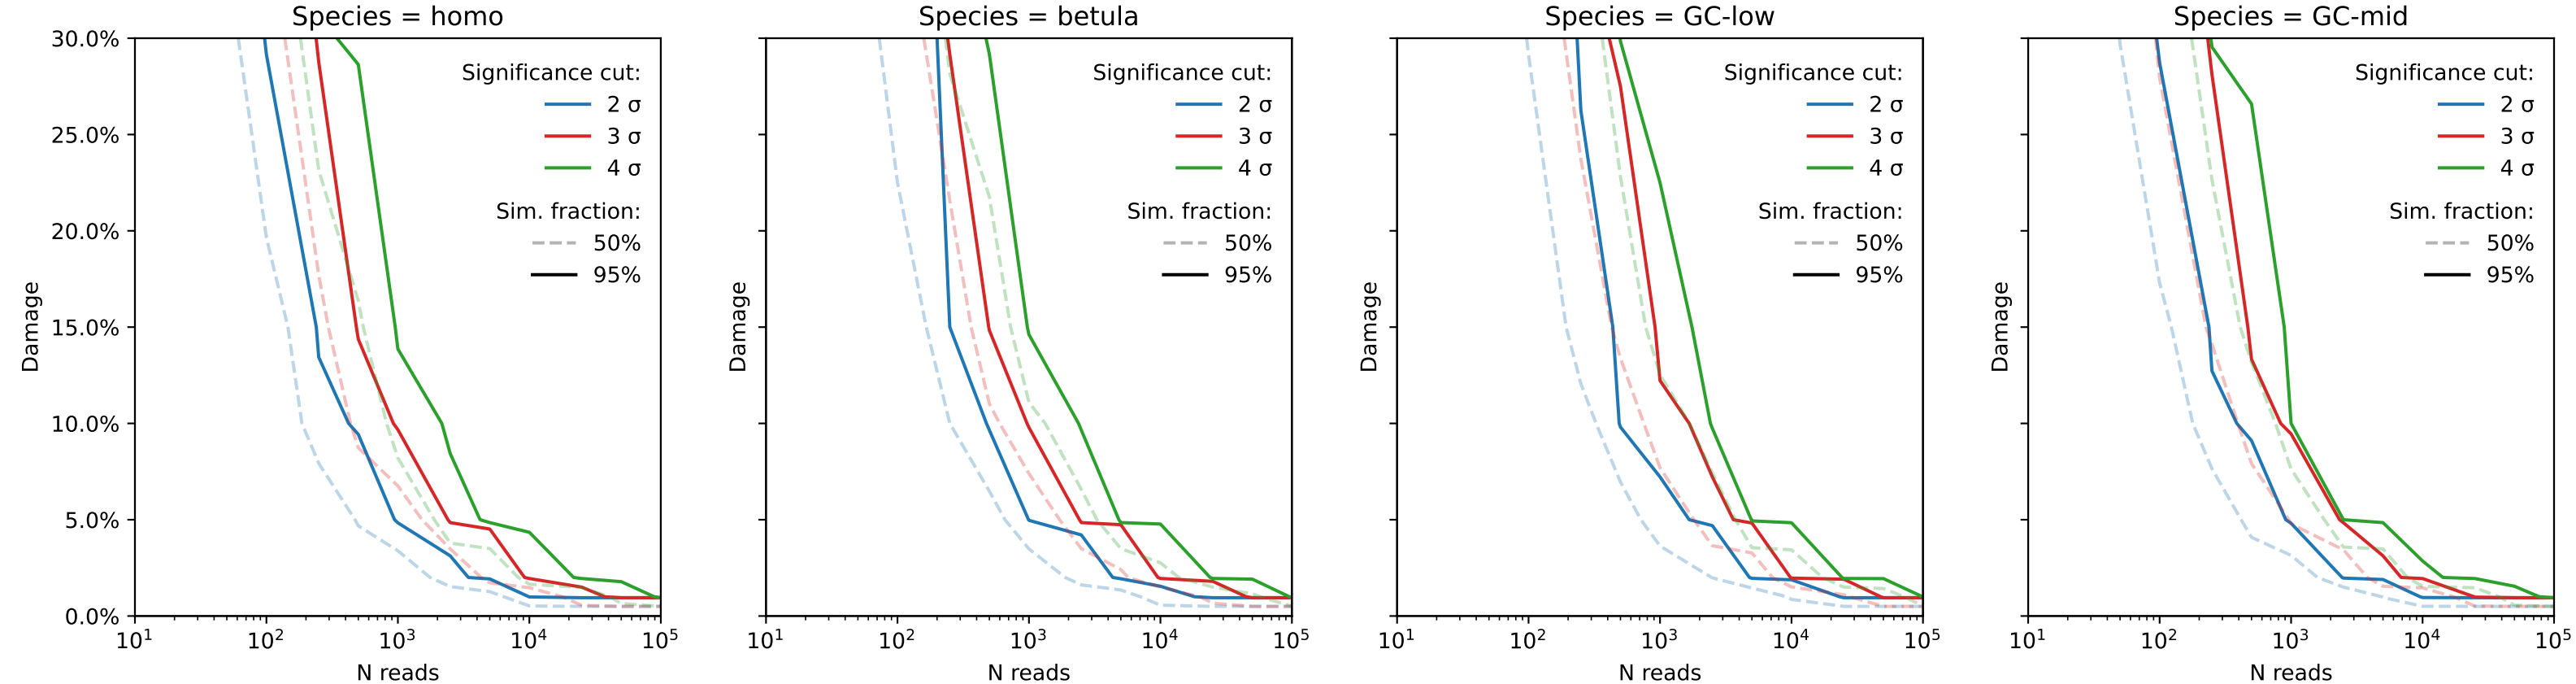 Species = homo
Species = betula
Species = GC-low
Species = GC-mid
30.0%
25.0%
20.0%
15.0%
10.0%
5.0%
0.0%
Damage
Significance cut:
2 σ
3 σ
4 σ
Sim. fraction:
50%
95%
10¹ 10² 10³ 10⁴ 10⁵
N reads
Damage
Significance cut:
2 σ
3 σ
4 σ
Sim. fraction:
50%
95%
10¹ 10² 10³ 10⁴ 10⁵
N reads
Damage
Significance cut:
2 σ
3 σ
4 σ
Sim. fraction:
50%
95%
10¹ 10² 10³ 10⁴ 10⁵
N reads
Damage
Significance cut:
2 σ
3 σ
4 σ
Sim. fraction:
50%
95%
10¹ 10² 10³ 10⁴ 10⁵
N reads